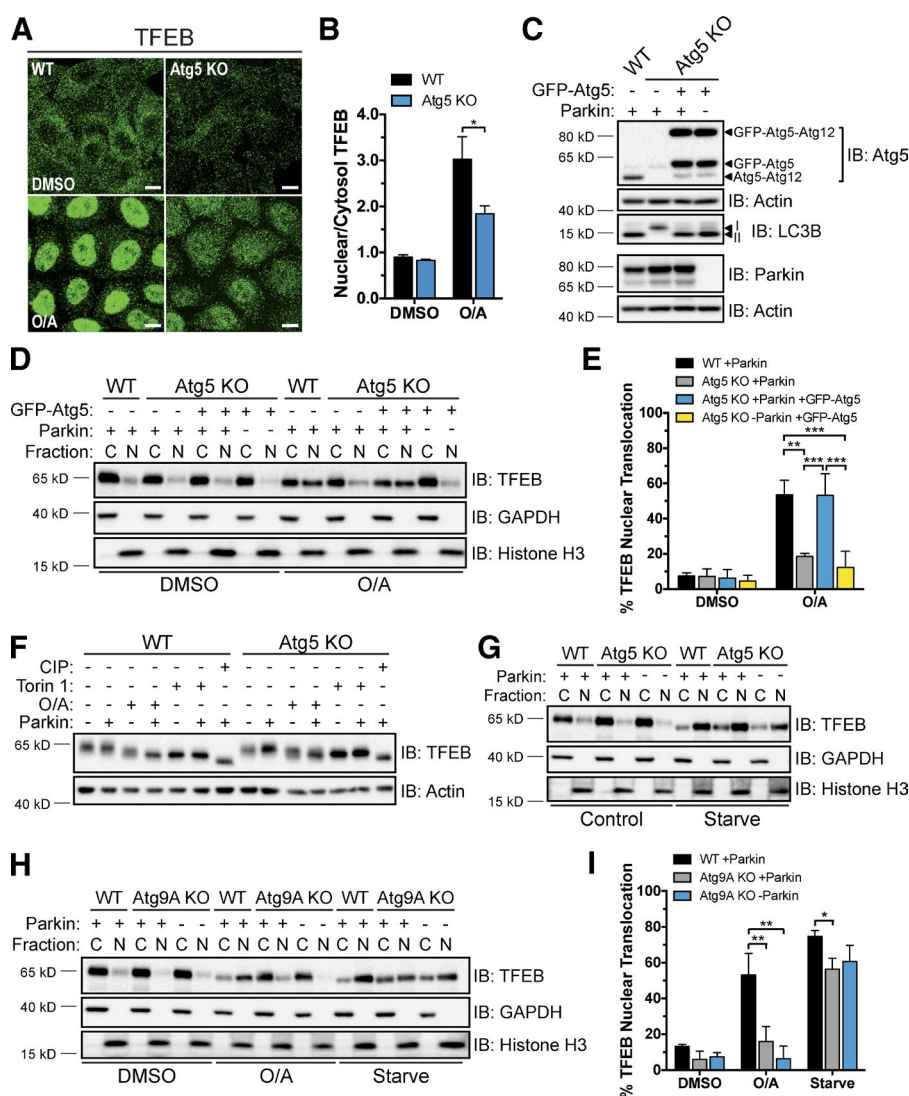 A
TFEB
WT
Atg5 KO
DMSO
O/A
B
WT
Atg5 KO
Nuclear/Cytosol TFEB
4.0
3.0
2.0
1.0
0.0
*
DMSO
O/A
C
WT
Atg5 KO
GFP-Atg5: - - + +
Parkin: + + + -
80 kD
65 kD
GFP-Atg5-Atg12
GFP-Atg5
Atg5-Atg12
IB: Atg5
IB: Actin
40 kD
15 kD
I
II
IB: LC3B
80 kD
65 kD
IB: Parkin
40 kD
IB: Actin
D
WT Atg5 KO WT Atg5 KO
GFP-Atg5: - - - - + + + + - - - - + + + +
Parkin: + + + + + + - - + + + + + + - -
Fraction: C N C N C N C N C N C N C N C N
65 kD IB: TFEB
40 kD IB: GAPDH
IB: Histone H3
15 kD
DMSO O/A
E
WT +Parkin
Atg5 KO +Parkin
Atg5 KO +Parkin +GFP-Atg5
Atg5 KO -Parkin +GFP-Atg5
% TFEB Nuclear Translocation
100
80
60
40
20
0
***
** *** ***
DMSO
O/A
F
WT Atg5 KO
CIP: - - - - - - + - - - - - - +
Torin 1: - - - - + + - - - - - + + -
O/A: - - + + - - - - - + + - - -
Parkin: - + - + - + + - + - + - + +
65 kD IB: TFEB
IB: Actin
40 kD
G
WT Atg5 KO WT Atg5 KO
Parkin: + + + + - - + + + + - -
Fraction: C N C N C N C N C N C N
65 kD IB: TFEB
40 kD IB: GAPDH
IB: Histone H3
15 kD
Control Starve
H
WT Atg9A KO WT Atg9A KO WT Atg9A KO
Parkin: + + + + - - + + + + - - + + + + - -
Fraction: C N C N C N C N C N C N C N C N C N
65 kD IB: TFEB
40 kD IB: GAPDH
IB: Histone H3
15 kD
DMSO O/A Starve
I
WT +Parkin
Atg9A KO +Parkin
Atg9A KO -Parkin
% TFEB Nuclear Translocation
100
80
60
40
20
0
**
**
*
DMSO
O/A
Starve